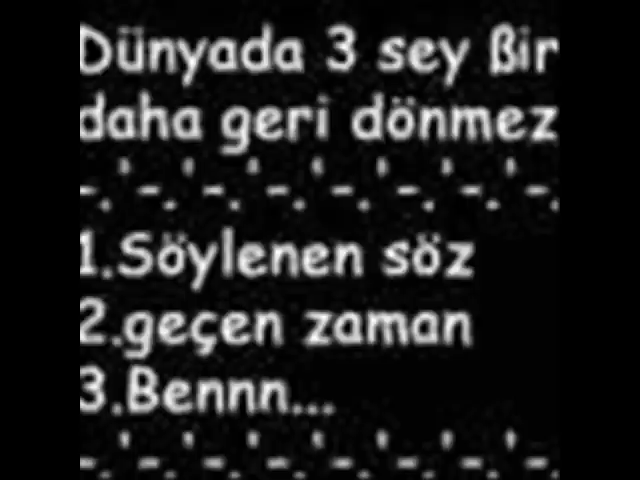 Dünyada 3 sey ßir
daha geri dönmez
-.'-.'-.'-.'-.'-.'-.'-.
1.Söylenen söz
2.geçen zaman
3.Bennn...
-.'-.'-.'-.'-.'-.'-.'-.